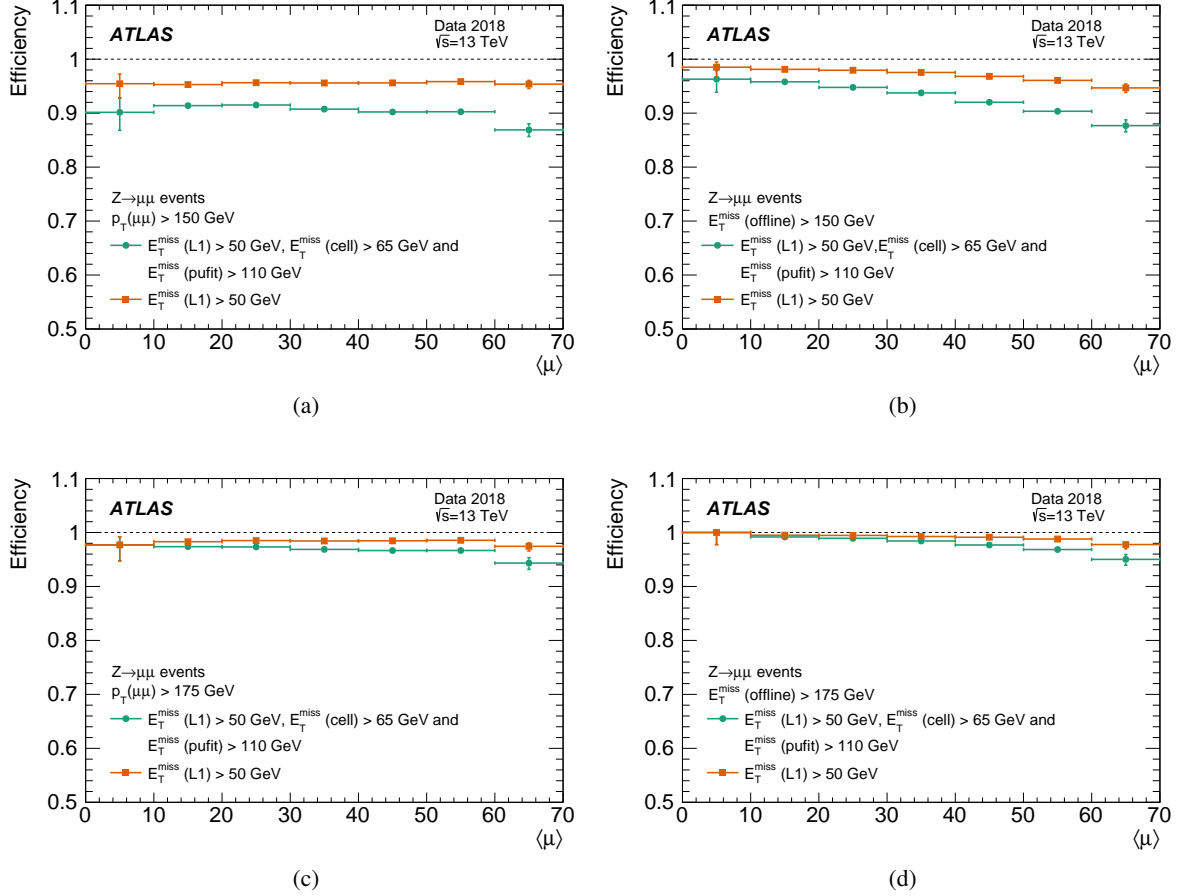 1.1
1
0.9
0.8
0.7
0.6
0.5
Efficiency
ATLAS
Data 2018
√s=13 TeV
Z→μμ events
p_T(μμ) > 150 GeV
E_T^miss (L1) > 50 GeV, E_T^miss (cell) > 65 GeV and
E_T^miss (pufit) > 110 GeV
E_T^miss (L1) > 50 GeV
0 10 20 30 40 50 60 70
⟨μ⟩
(a)
1.1
1
0.9
0.8
0.7
0.6
0.5
Efficiency
ATLAS
Data 2018
√s=13 TeV
Z→μμ events
E_T^miss (offline) > 150 GeV
E_T^miss (L1) > 50 GeV,E_T^miss (cell) > 65 GeV and
E_T^miss (pufit) > 110 GeV
E_T^miss (L1) > 50 GeV
0 10 20 30 40 50 60 70
⟨μ⟩
(b)
1.1
1
0.9
0.8
0.7
0.6
0.5
Efficiency
ATLAS
Data 2018
√s=13 TeV
Z→μμ events
p_T(μμ) > 175 GeV
E_T^miss (L1) > 50 GeV, E_T^miss (cell) > 65 GeV and
E_T^miss (pufit) > 110 GeV
E_T^miss (L1) > 50 GeV
0 10 20 30 40 50 60 70
⟨μ⟩
(c)
1.1
1
0.9
0.8
0.7
0.6
0.5
Efficiency
ATLAS
Data 2018
√s=13 TeV
Z→μμ events
E_T^miss (offline) > 175 GeV
E_T^miss (L1) > 50 GeV, E_T^miss (cell) > 65 GeV and
E_T^miss (pufit) > 110 GeV
E_T^miss (L1) > 50 GeV
0 10 20 30 40 50 60 70
⟨μ⟩
(d)